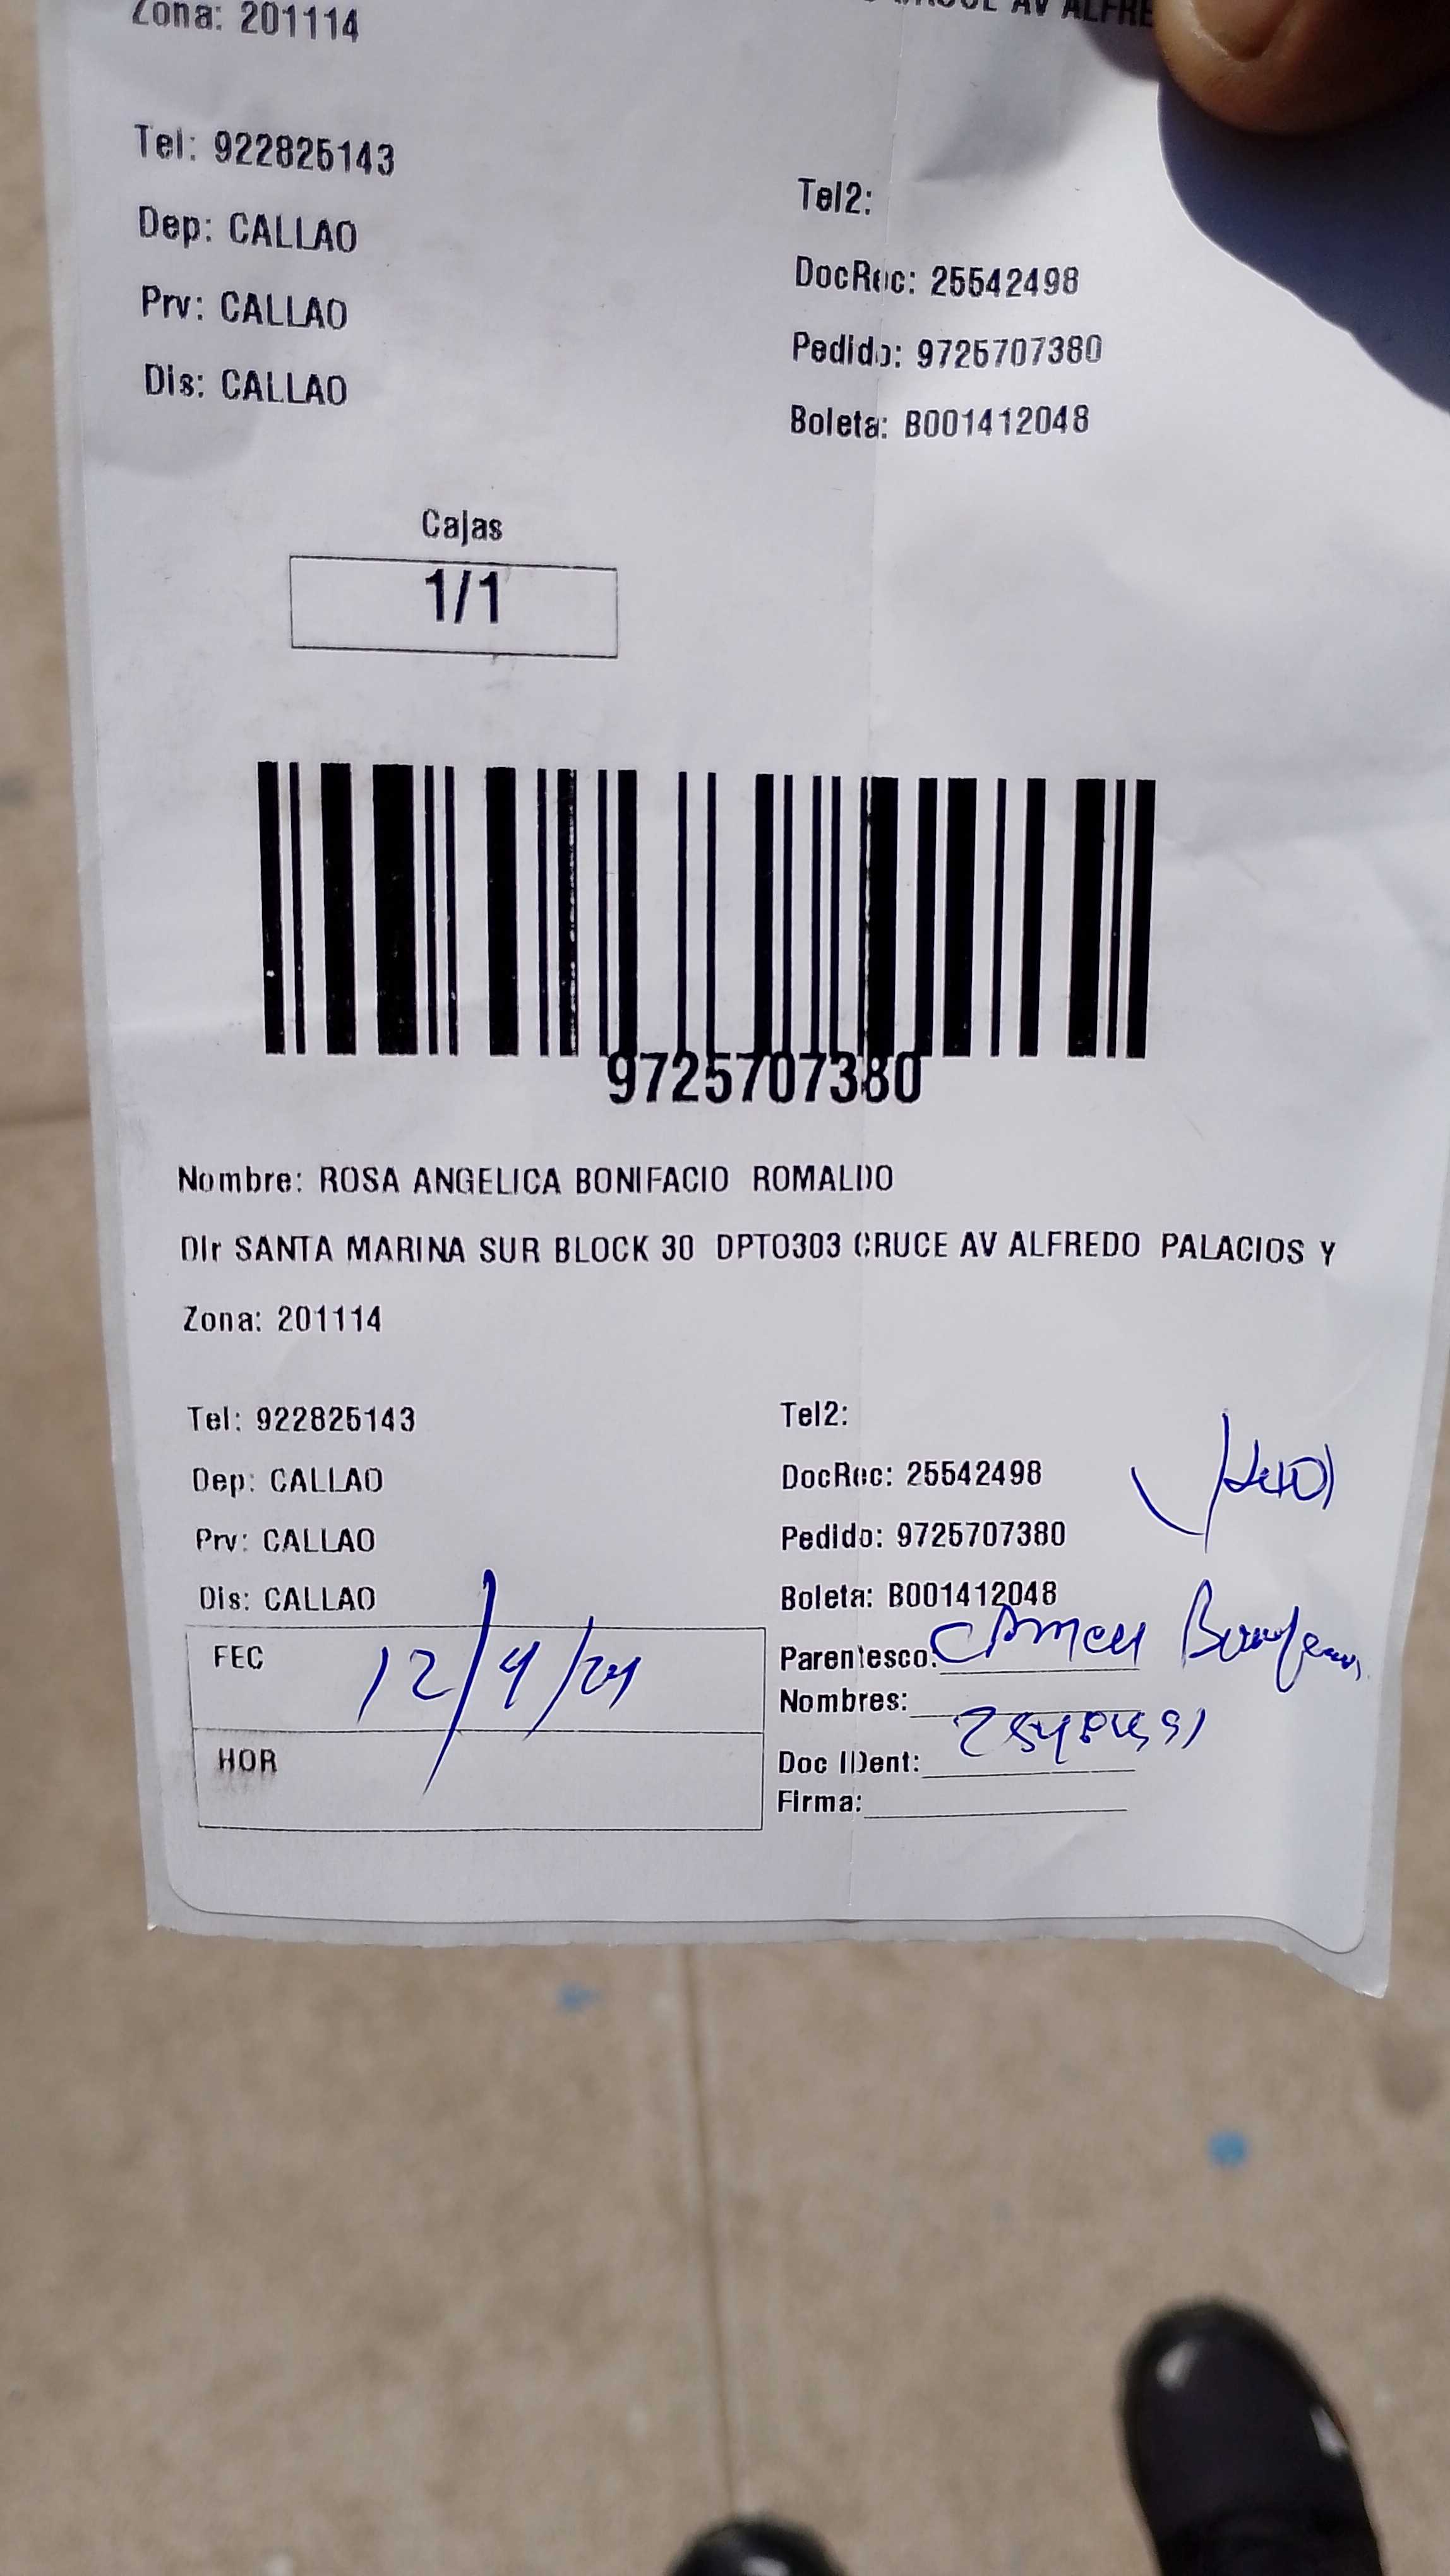 Zona: 201114
AV ALFRE
Tel: 922825143
Tel2:
Dep: CALLAO
DocRec: 25542498
Prv: CALLAO
Pedido: 9725707380
Dis: CALLAO
Boleta: B001412048
Cajas
1/1
9725707380
Nombre: ROSA ANGELICA BONIFACIO ROMALDO
Dir SANTA MARINA SUR BLOCK 30 DPTO303 CRUCE AV ALFREDO PALACIOS Y
Zona: 201114
Tel: 922825143
Tel2:
Dep: CALLAO
DocRec: 25542498
Prv: CALLAO
Pedido: 9725707380
Dis: CALLAO
Boleta: B001412048
FEC 12/4/24
Parentesco:
Nombres:
HOR
Doc IDent:
Firma: